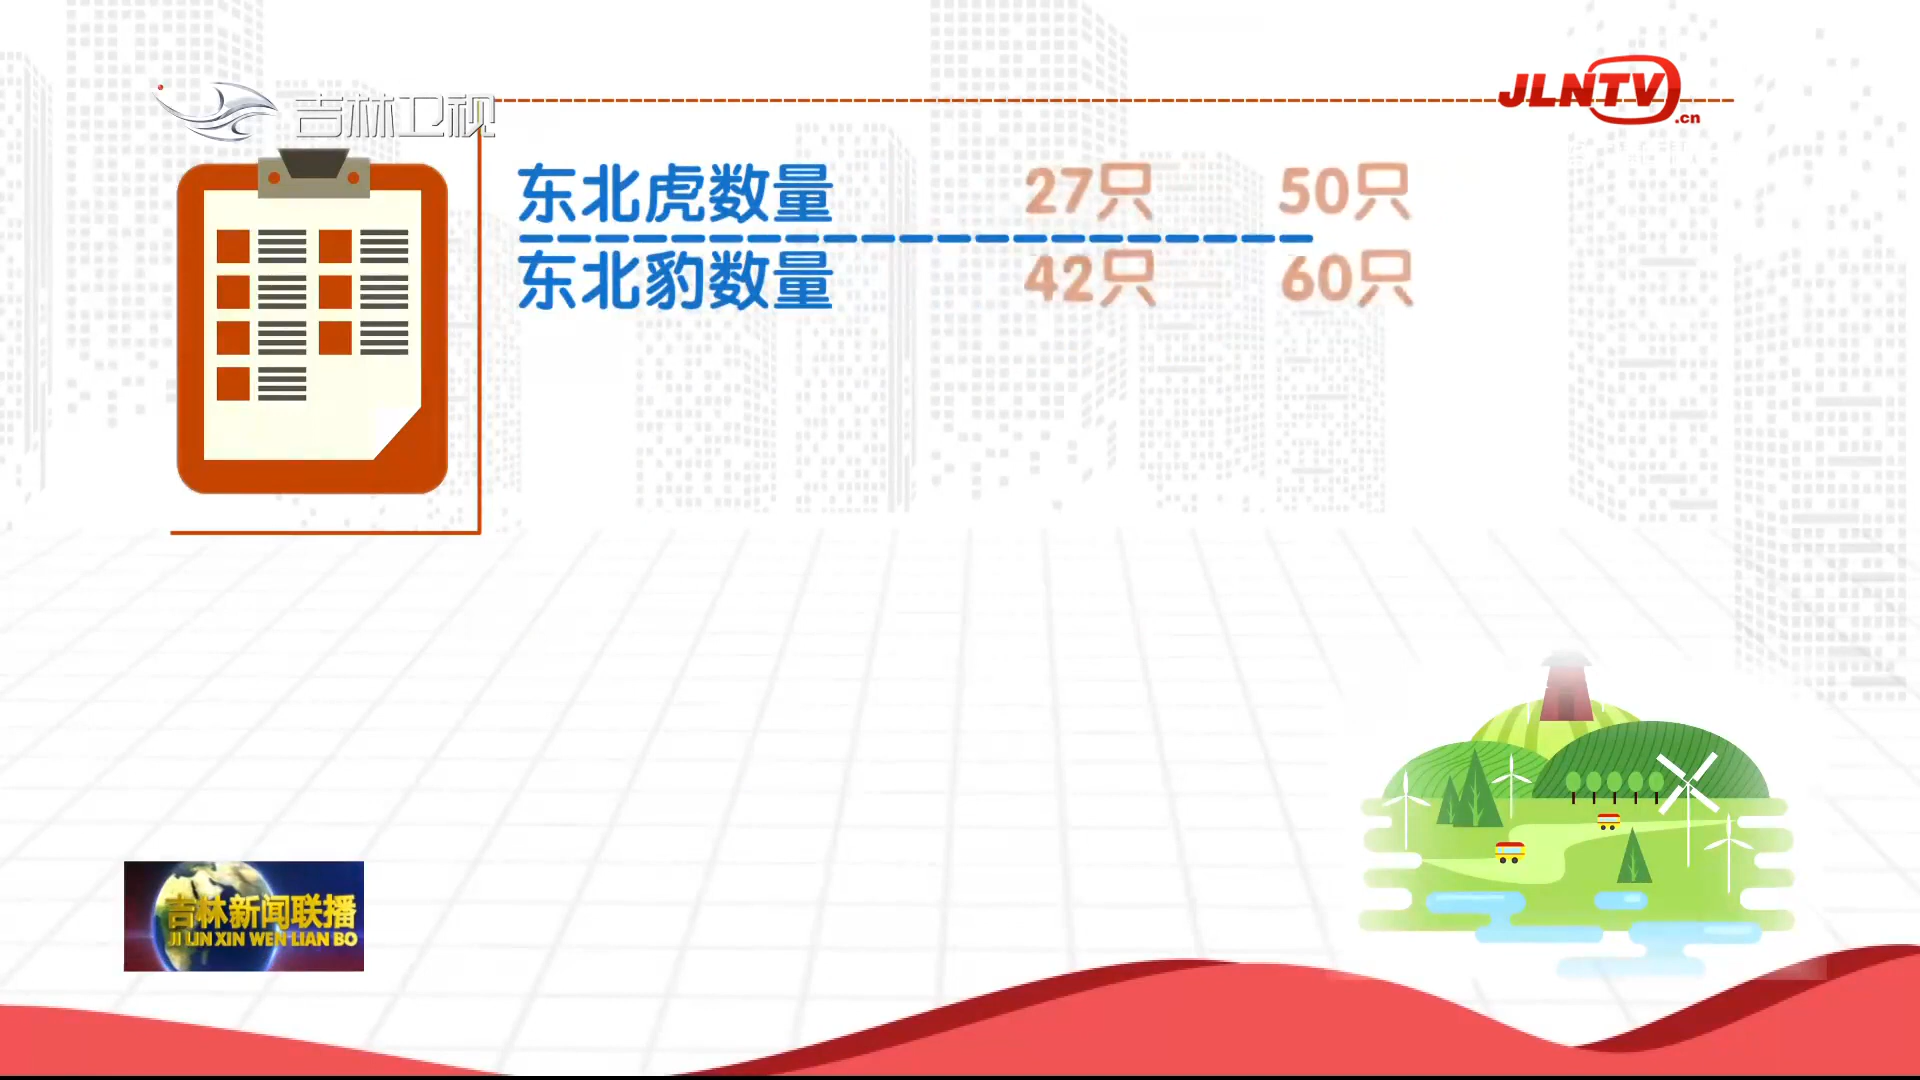 吉林卫视
JLNTV.cn
东北虎数量 27只 50只
东北豹数量 42只 60只
吉林新闻联播
JI LIN XIN WEN LIAN BO